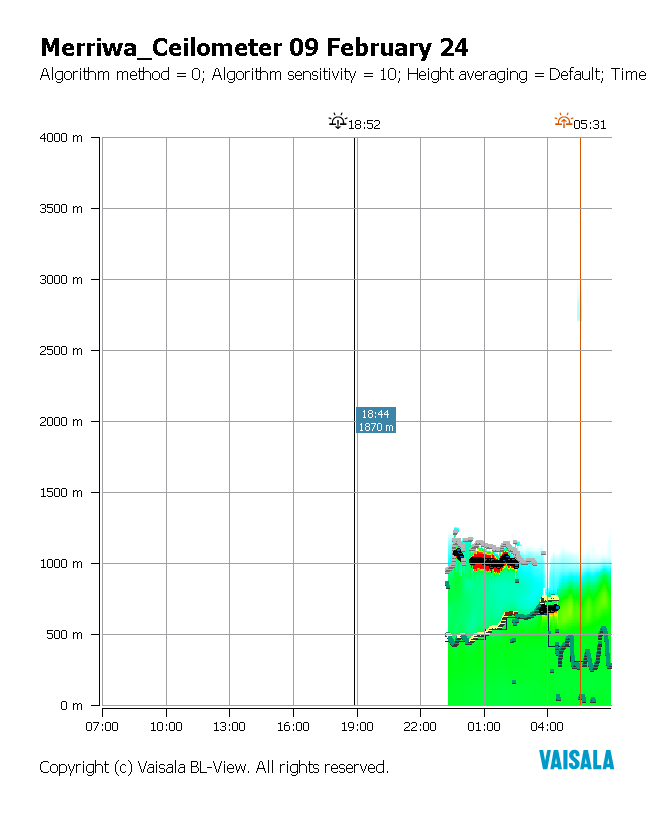 Merriwa_Ceilometer 09 February 24
Algorithm method = 0; Algorithm sensitivity = 10; Height averaging = Default; Time
18:52
05:31
4000 m
3500 m
3000 m
2500 m
2000 m
18:44
1870 m
1500 m
1000 m
500 m
0 m
07:00 10:00 13:00 16:00 19:00 22:00 01:00 04:00
Copyright (c) Vaisala BL-View. All rights reserved.
VAISALA